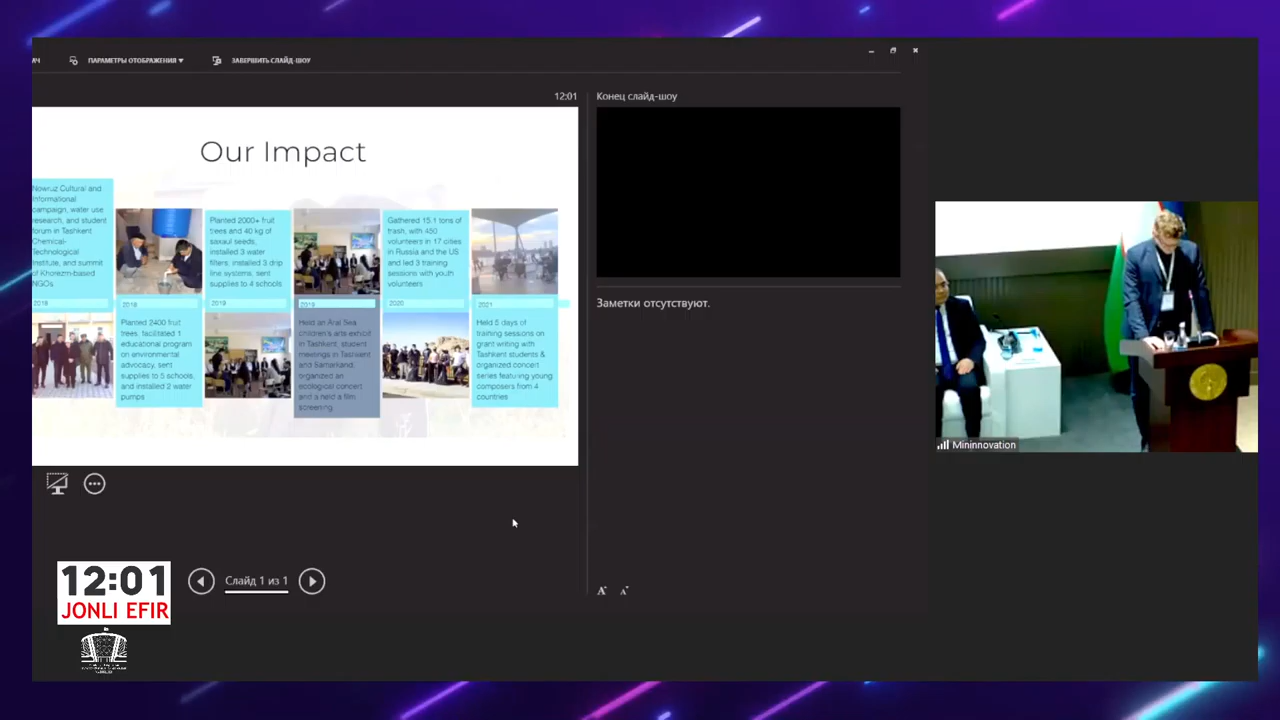 ПАРАМЕТРЫ ОТОБРАЖЕНИЯ ▾
ЗАВЕРШИТЬ СЛАЙД-ШОУ
12:01
Конец слайд-шоу
Our Impact
Nowruz Cultural and
Informational
campaign, water use
research, and student
forum in Tashkent
Chemical-
Technological
Institute, and summit
of Khorezm-based
NGOs
Planted 2000+ fruit
trees and 40 kg of
saxaul seeds,
installed 3 water
filters, installed 3 drip
line systems, sent
supplies to 4 schools
Gathered 15.1 tons of
trash, with 450
volunteers in 17 cities
in Russia and the US
and led 3 training
sessions with youth
volunteers
2018
2018
2019
2019
2020
2021
Planted 2400 fruit
trees, facilitated 1
educational program
on environmental
advocacy, sent
supplies to 5 schools,
and installed 2 water
pumps
Held an Aral Sea
children's arts exhibit
in Tashkent, student
meetings in Tashkent
and Samarkand,
organized an
ecological concert
and a held a film
screening
Held 5 days of
training sessions on
grant writing with
Tashkent students &
organized concert
series featuring young
composers from 4
countries
Заметки отсутствуют.
Mininnovation
Слайд 1 из 1
12:01
JONLI EFIR